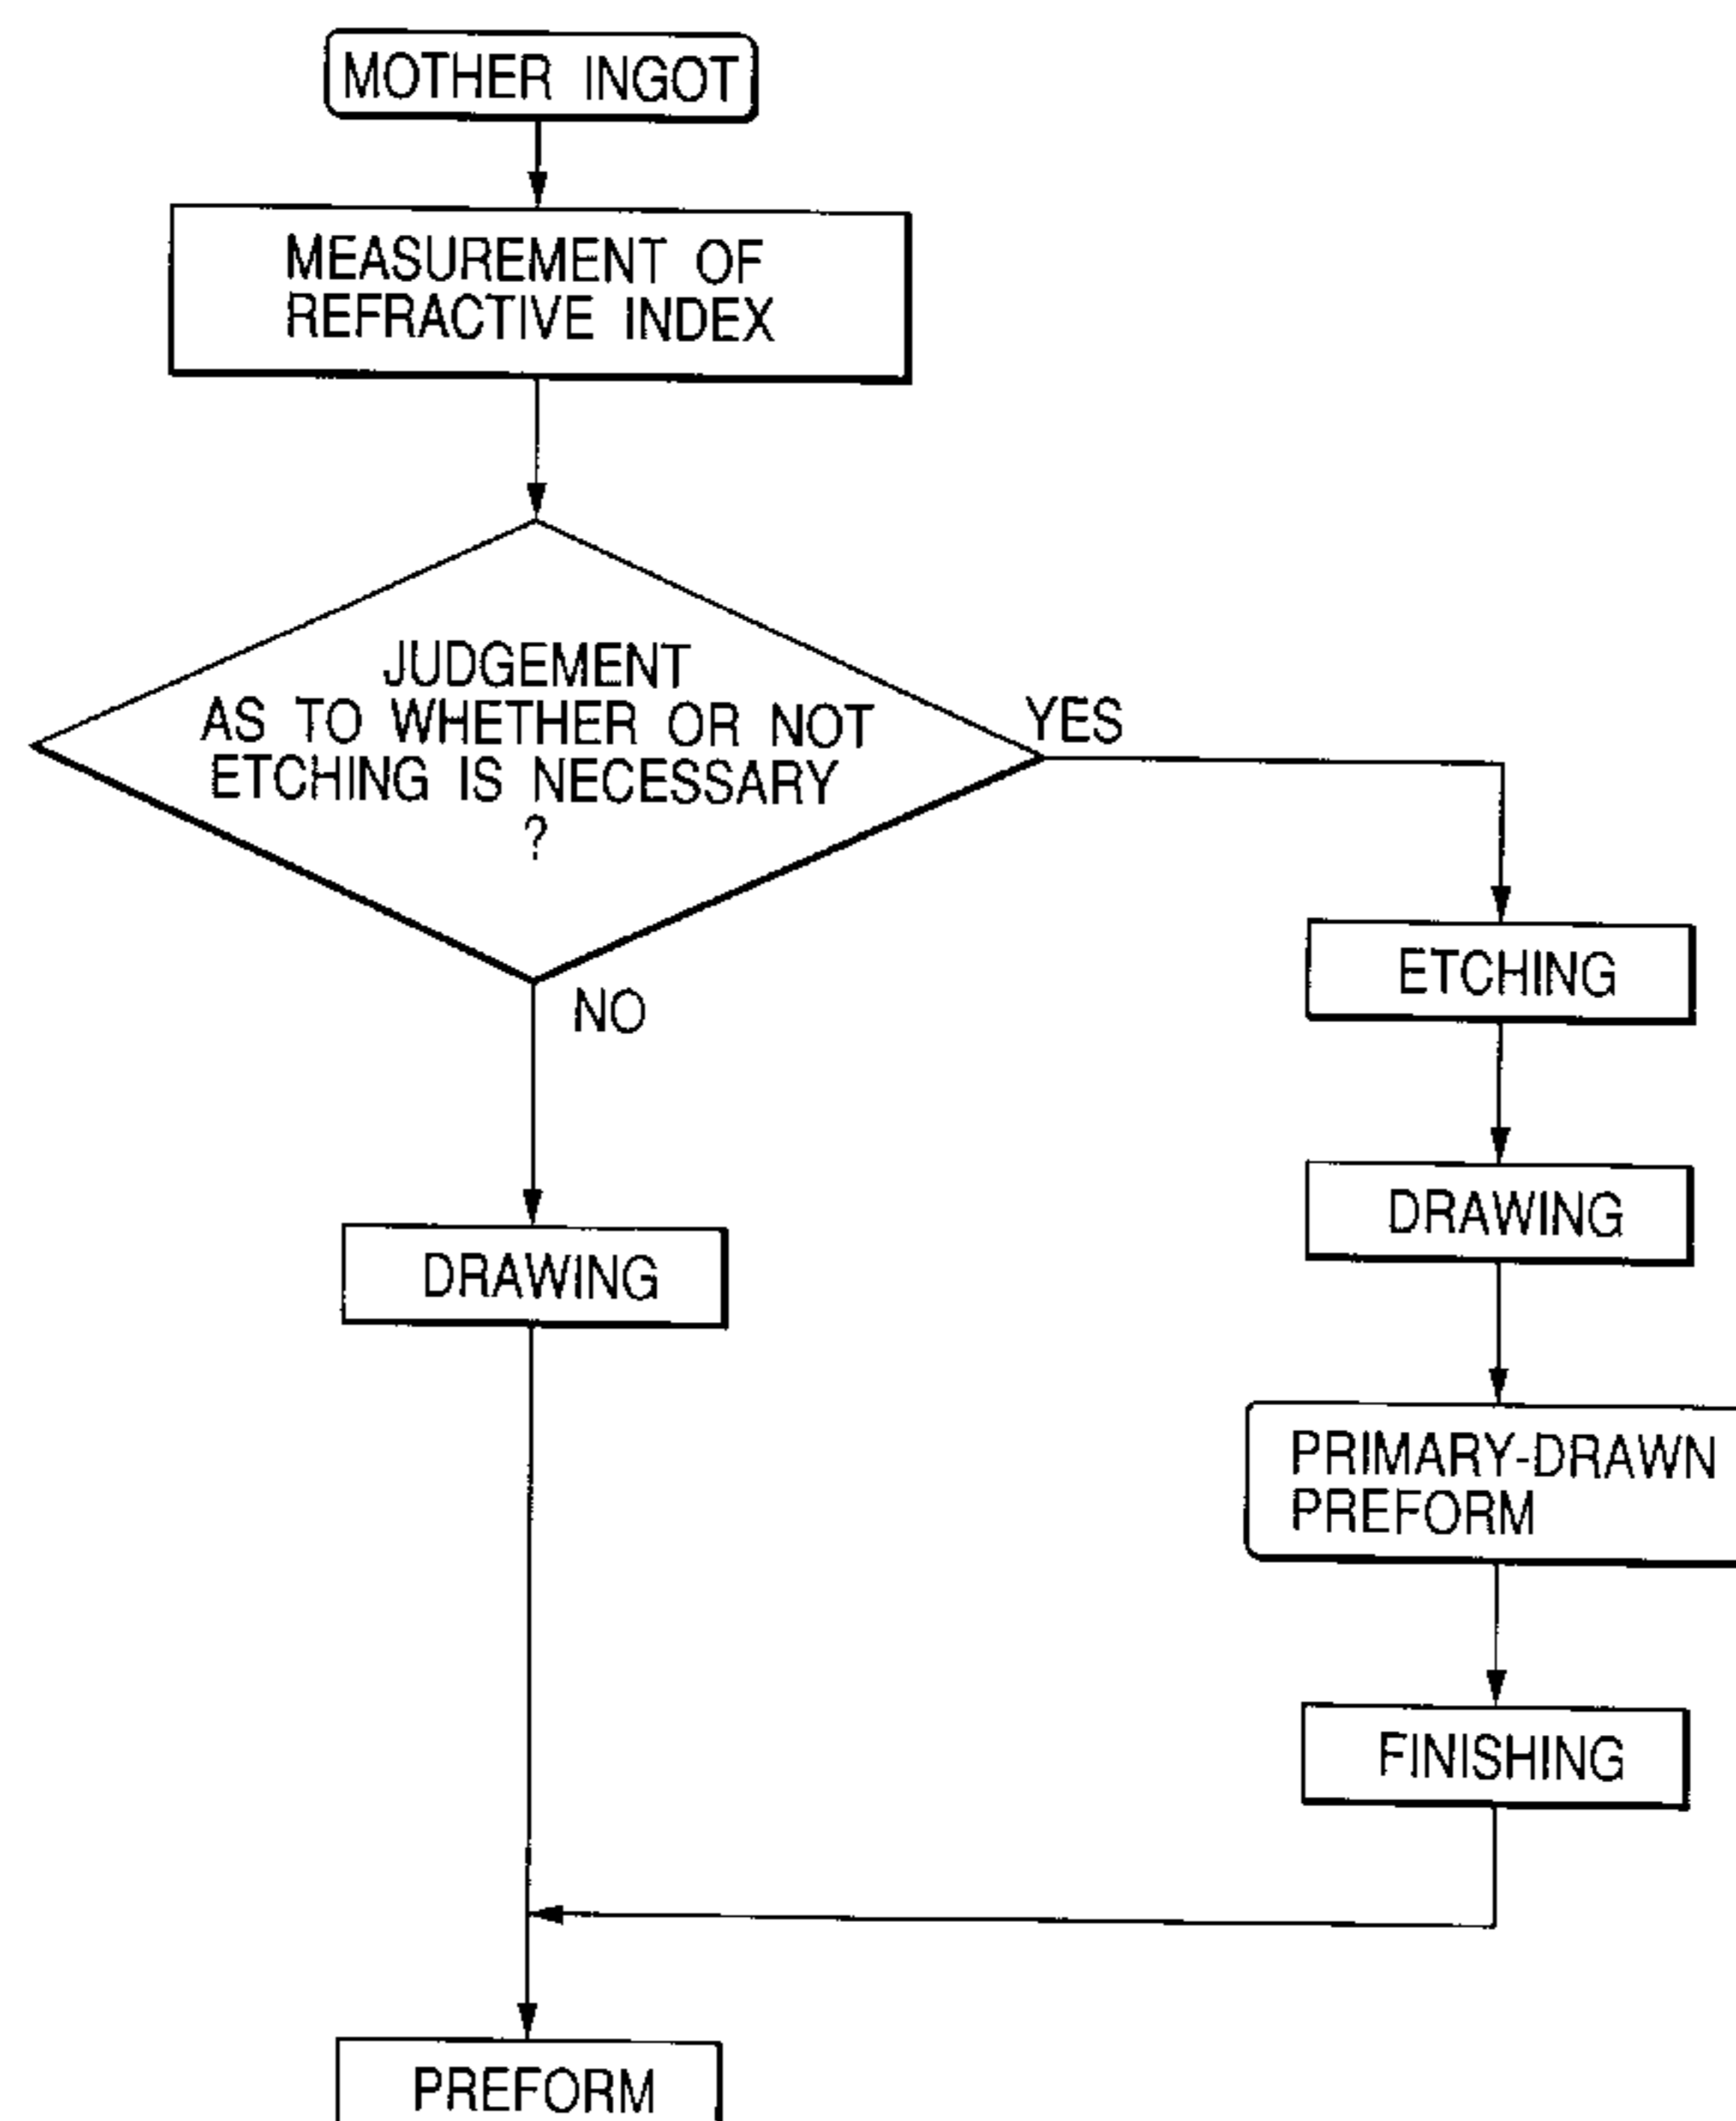 MOTHER INGOT
MEASUREMENT OF
REFRACTIVE INDEX
JUDGEMENT
AS TO WHETHER OR NOT
ETCHING IS NECESSARY
?
YES
NO
ETCHING
DRAWING
DRAWING
PRIMARY-DRAWN
PREFORM
FINISHING
PREFORM